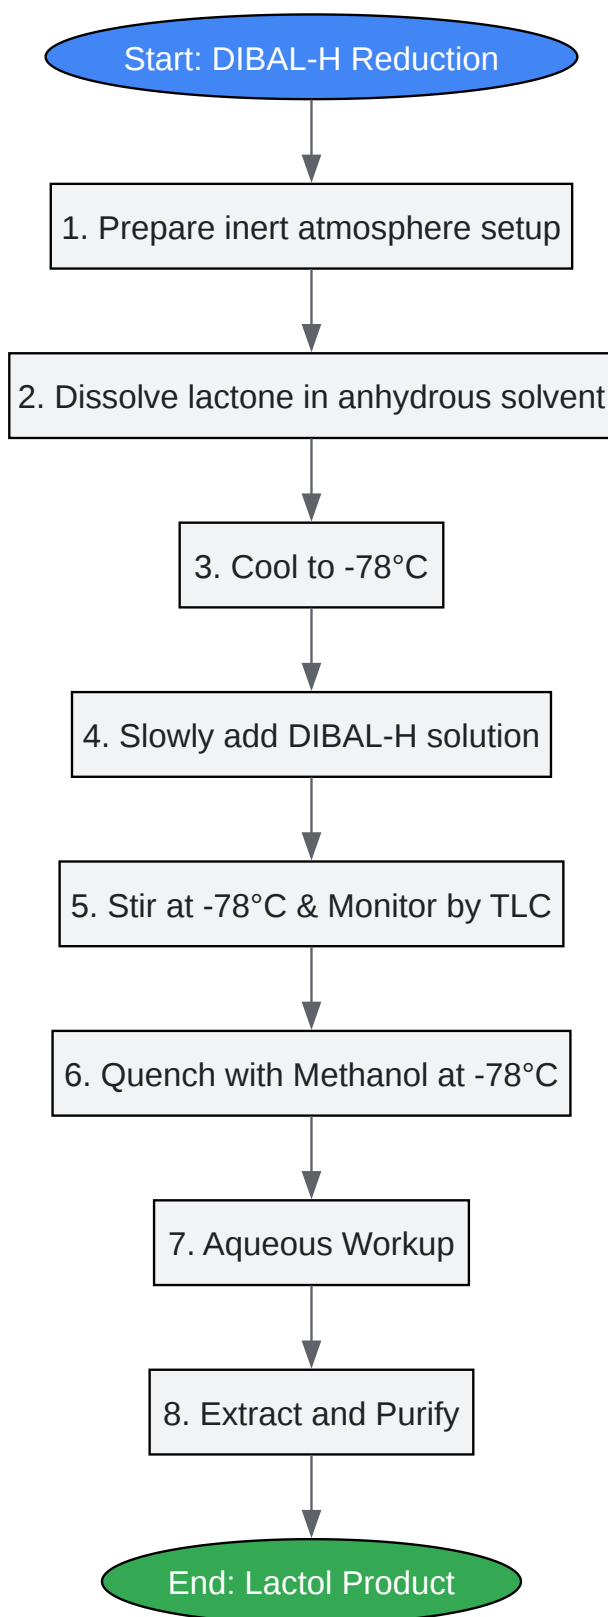 Start: DIBAL-H Reduction
1. Prepare inert atmosphere setup
2. Dissolve lactone in anhydrous solvent
3. Cool to -78°C
4. Slowly add DIBAL-H solution
5. Stir at -78°C & Monitor by TLC
6. Quench with Methanol at -78°C
7. Aqueous Workup
8. Extract and Purify
End: Lactol Product